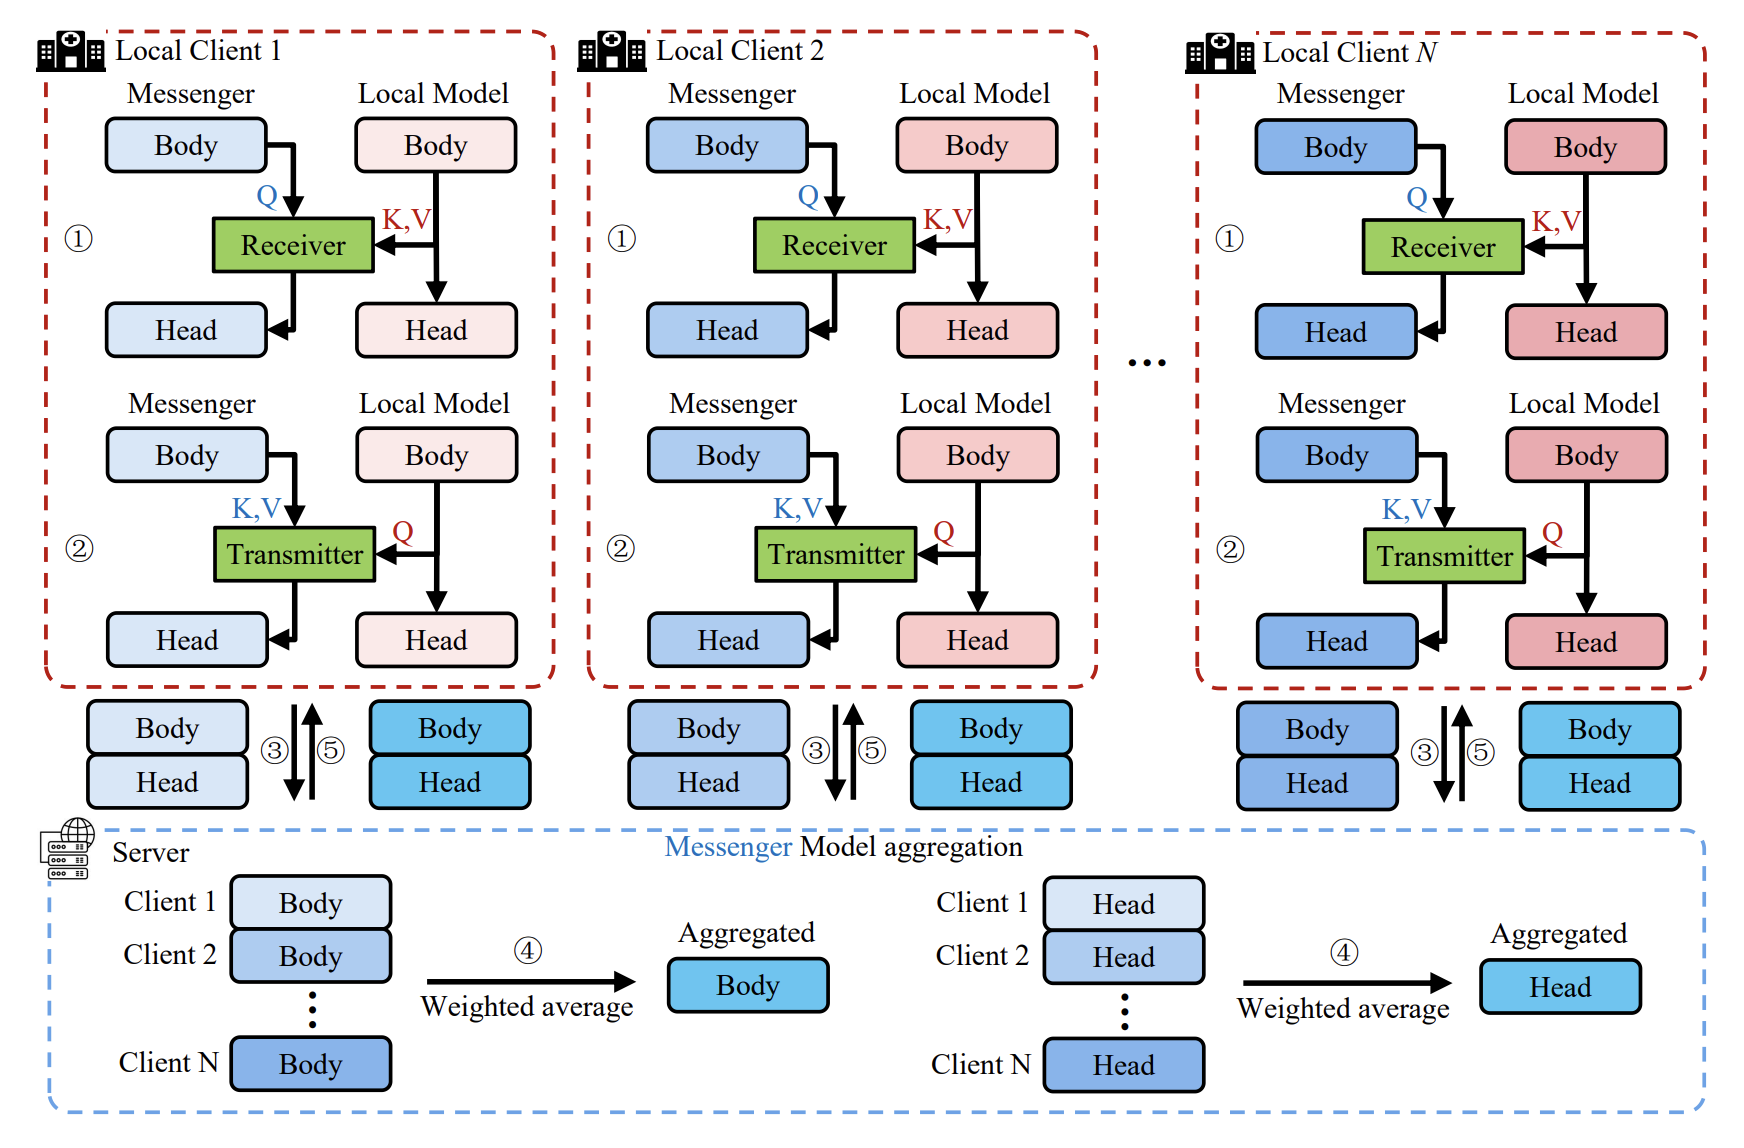 Local Client 1
Messenger
Local Model
Body
Body
Q
K,V
①
Receiver
Head
Head
Messenger
Local Model
Body
Body
K,V
Q
②
Transmitter
Head
Head
Local Client 2
Messenger
Local Model
Body
Body
Q
K,V
①
Receiver
Head
Head
Messenger
Local Model
Body
Body
K,V
Q
②
Transmitter
Head
Head
...
Local Client N
Messenger
Local Model
Body
Body
Q
K,V
①
Receiver
Head
Head
Messenger
Local Model
Body
Body
K,V
Q
②
Transmitter
Head
Head
Body
Head
③
⑤
Body
Head
Body
Head
③
⑤
Body
Head
Body
Head
③
⑤
Body
Head
Server
Messenger Model aggregation
Client 1
Body
Client 2
Body
Client N
Body
④
Weighted average
Aggregated
Body
Client 1
Head
Client 2
Head
Client N
Head
④
Weighted average
Aggregated
Head